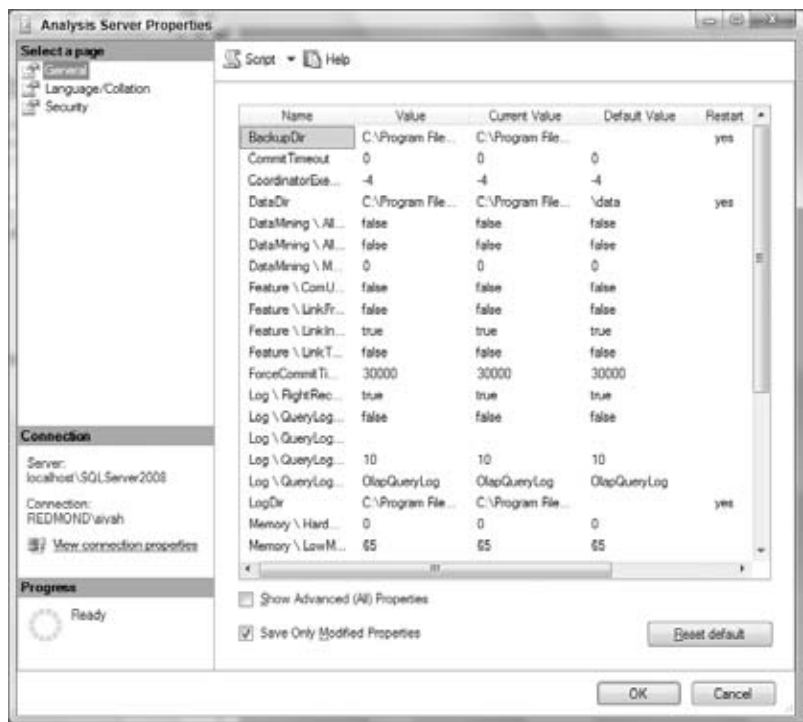 Analysis Server Properties
Select a page
General
Language/Collation
Security
Script Help
Name Value Current Value Default Value Restart
BackupDir C:\Program File... C:\Program File... yes
CommitTimeout 0 0 0
CoordinatorExe... -4 -4 -4
DataDir C:\Program File... C:\Program File... \data yes
DataMining \ Al... false false false
DataMining \ Al... false false false
DataMining \ M... 0 0 0
Feature \ ComU... false false false
Feature \ LinkFr... false false false
Feature \ LinkIn... true true true
Feature \ LinkT... false false false
ForceCommitTi... 30000 30000 30000
Log \ FlightRec... true true true
Log \ QueryLog... false false false
Log \ QueryLog...
Log \ QueryLog... 10 10 10
Log \ QueryLog... OlapQueryLog OlapQueryLog OlapQueryLog
LogDir C:\Program File... C:\Program File... yes
Memory \ Hard... 0 0 0
Memory \ LowM... 65 65 65
Connection
Server:
localhost\SQLServer2008
Connection:
REDMOND\sivah
View connection properties
Progress
Ready
Show Advanced (All) Properties
Save Only Modified Properties
Reset default
OK Cancel